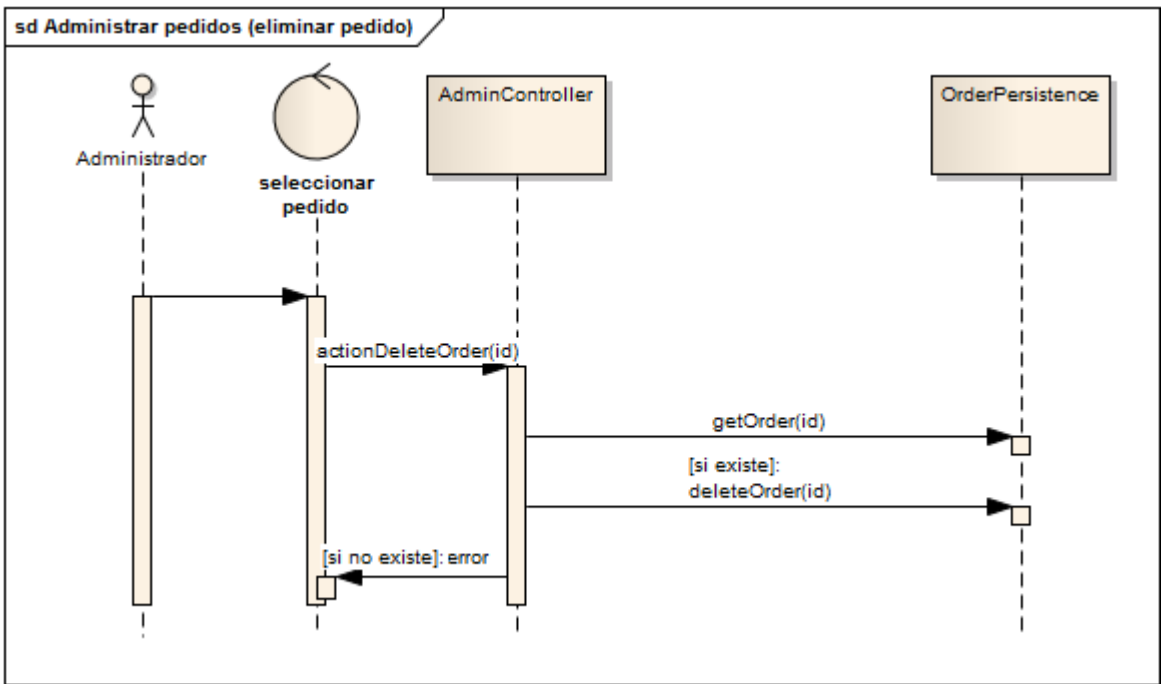 sd Administrar pedidos (eliminar pedido)
Administrador
seleccionar
pedido
AdminController
OrderPersistence
actionDeleteOrder(id)
getOrder(id)
[si existe]:
deleteOrder(id)
[si no existe]: error